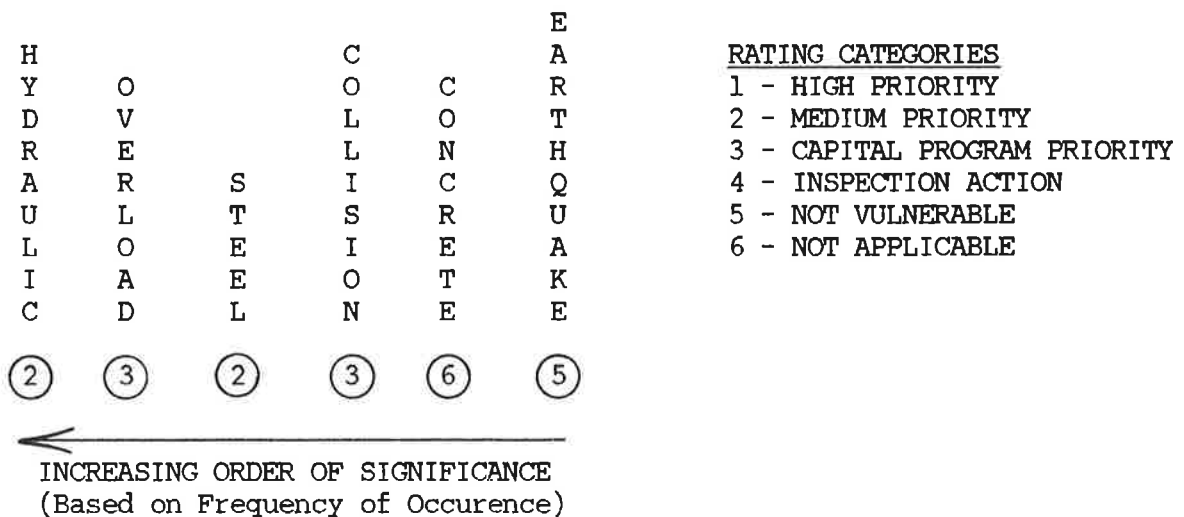 HYDRAULIC
OVERLOAD
STEEL
COLLISION
CONCRETE
EARTHQUAKE
2 3 2 3 6 5
INCREASING ORDER OF SIGNIFICANCE
(Based on Frequency of Occurence)
RATING CATEGORIES
1 - HIGH PRIORITY
2 - MEDIUM PRIORITY
3 - CAPITAL PROGRAM PRIORITY
4 - INSPECTION ACTION
5 - NOT VULNERABLE
6 - NOT APPLICABLE